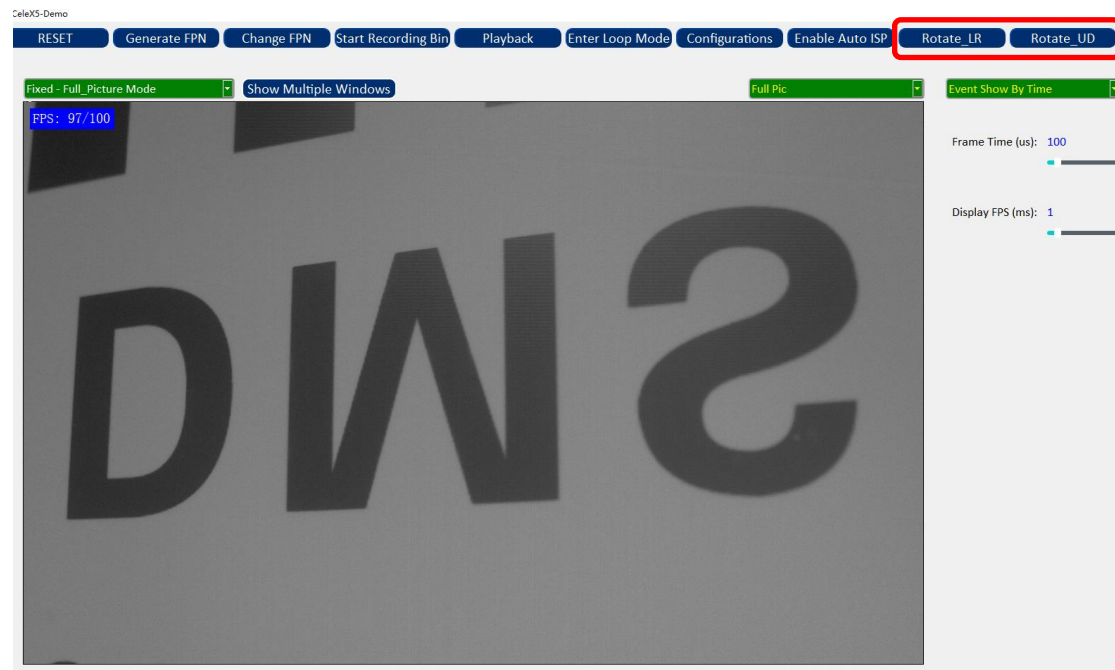 CeleX5-Demo
RESET Generate FPN Change FPN Start Recording Bin Playback Enter Loop Mode Configurations Enable Auto ISP Rotate_LR Rotate_UD
Fixed - Full_Picture Mode Show Multiple Windows Full Pic Event Show By Time
FPS: 97/100
Frame Time (us): 100
Display FPS (ms): 1
DMS